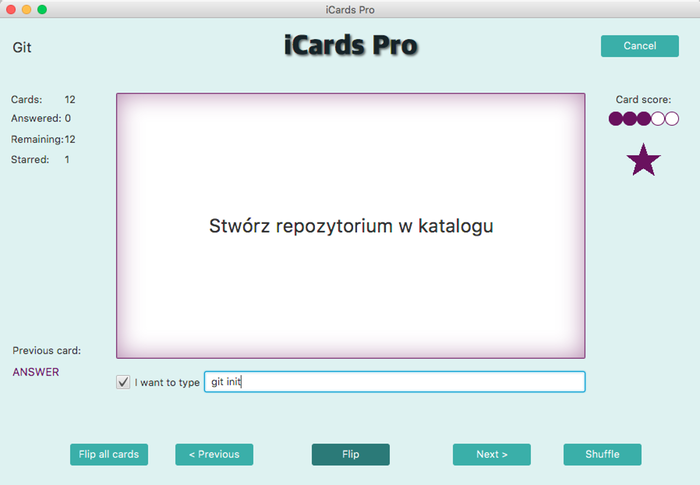 iCards Pro
Git
iCards Pro
Cancel
Cards: 12
Answered: 0
Remaining: 12
Starred: 1
Card score:
Stwórz repozytorium w katalogu
Previous card:
ANSWER
I want to type
git init
Flip all cards
< Previous
Flip
Next >
Shuffle